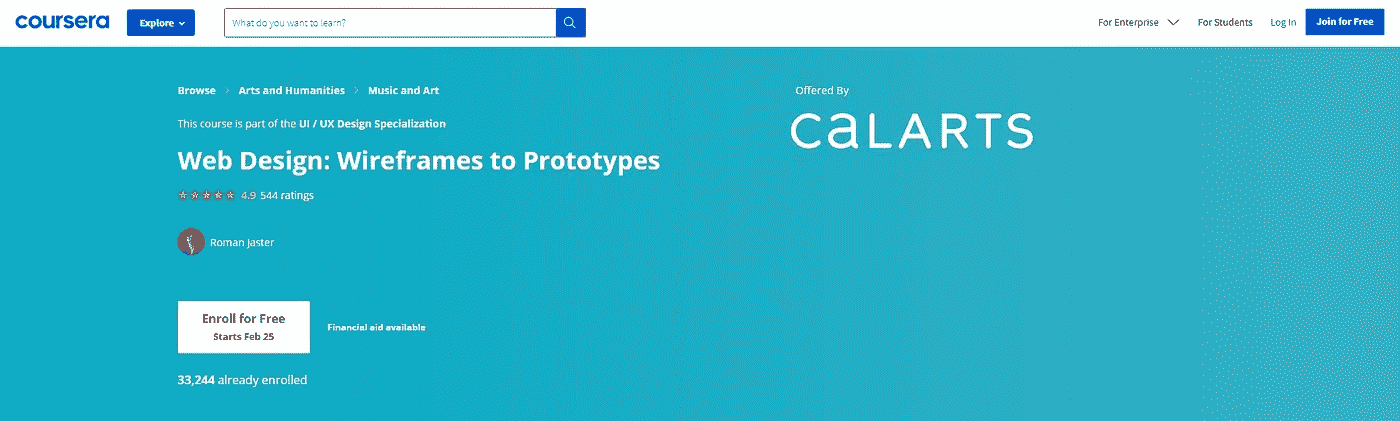 coursera
Explore
What do you want to learn?
For Enterprise
For Students
Log In
Join for Free
Browse > Arts and Humanities > Music and Art
Offered By
CALARTS
This course is part of the UI / UX Design Specialization
Web Design: Wireframes to Prototypes
4.9 544 ratings
Roman Jaster
Enroll for Free
Starts Feb 25
Financial aid available
33,244 already enrolled